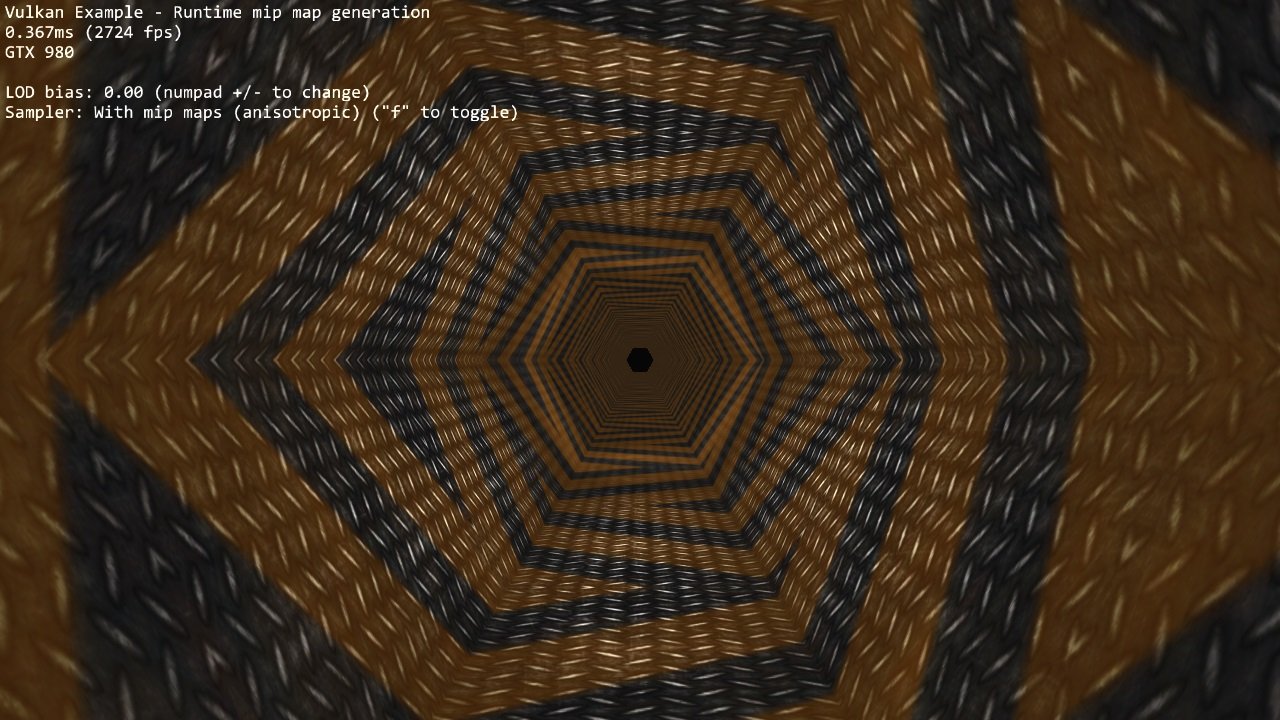 Vulkan Example - Runtime mip map generation
0.367ms (2724 fps)
GTX 980
LOD bias: 0.00 (numpad +/- to change)
Sampler: With mip maps (anisotropic) ("f" to toggle)